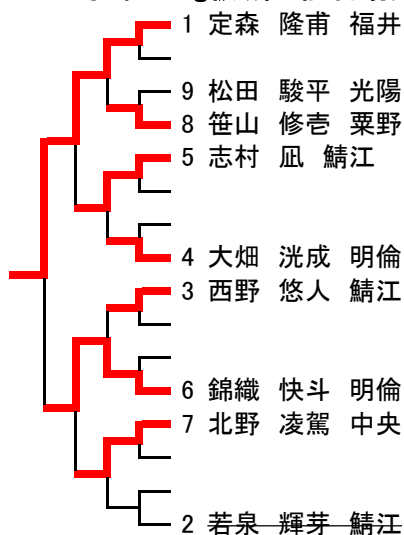 1 定森 隆甫 福井
9 松田 駿平 光陽
8 笹山 修壱 粟野
5 志村 凪 鯖江
4 大畑 洸成 明倫
3 西野 悠人 鯖江
6 錦織 快斗 明倫
7 北野 凌駕 中央
2 若泉 輝芽 鯖江